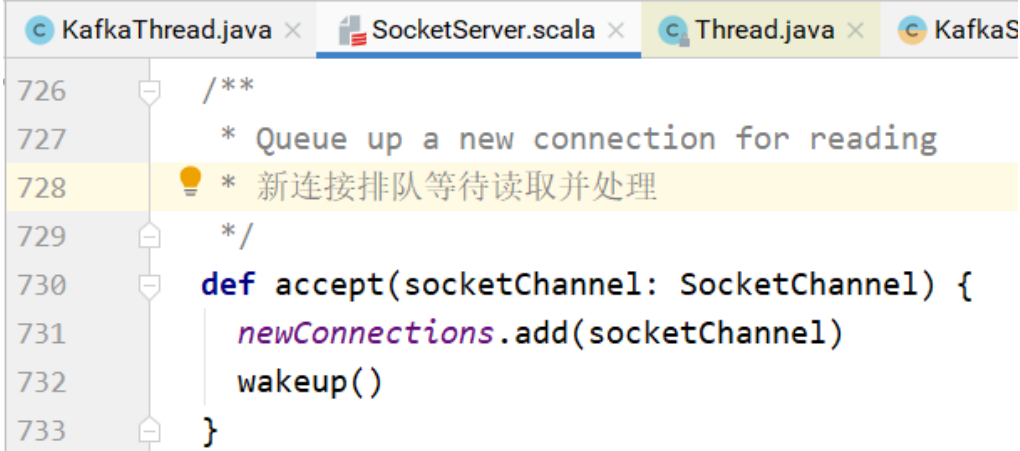 KafkaThread.java × SocketServer.scala × Thread.java × KafkaS
726 /**
727 * Queue up a new connection for reading
728 * 新连接排队等待读取并处理
729 */
730 def accept(socketChannel: SocketChannel) {
731 newConnections.add(socketChannel)
732 wakeup()
733 }